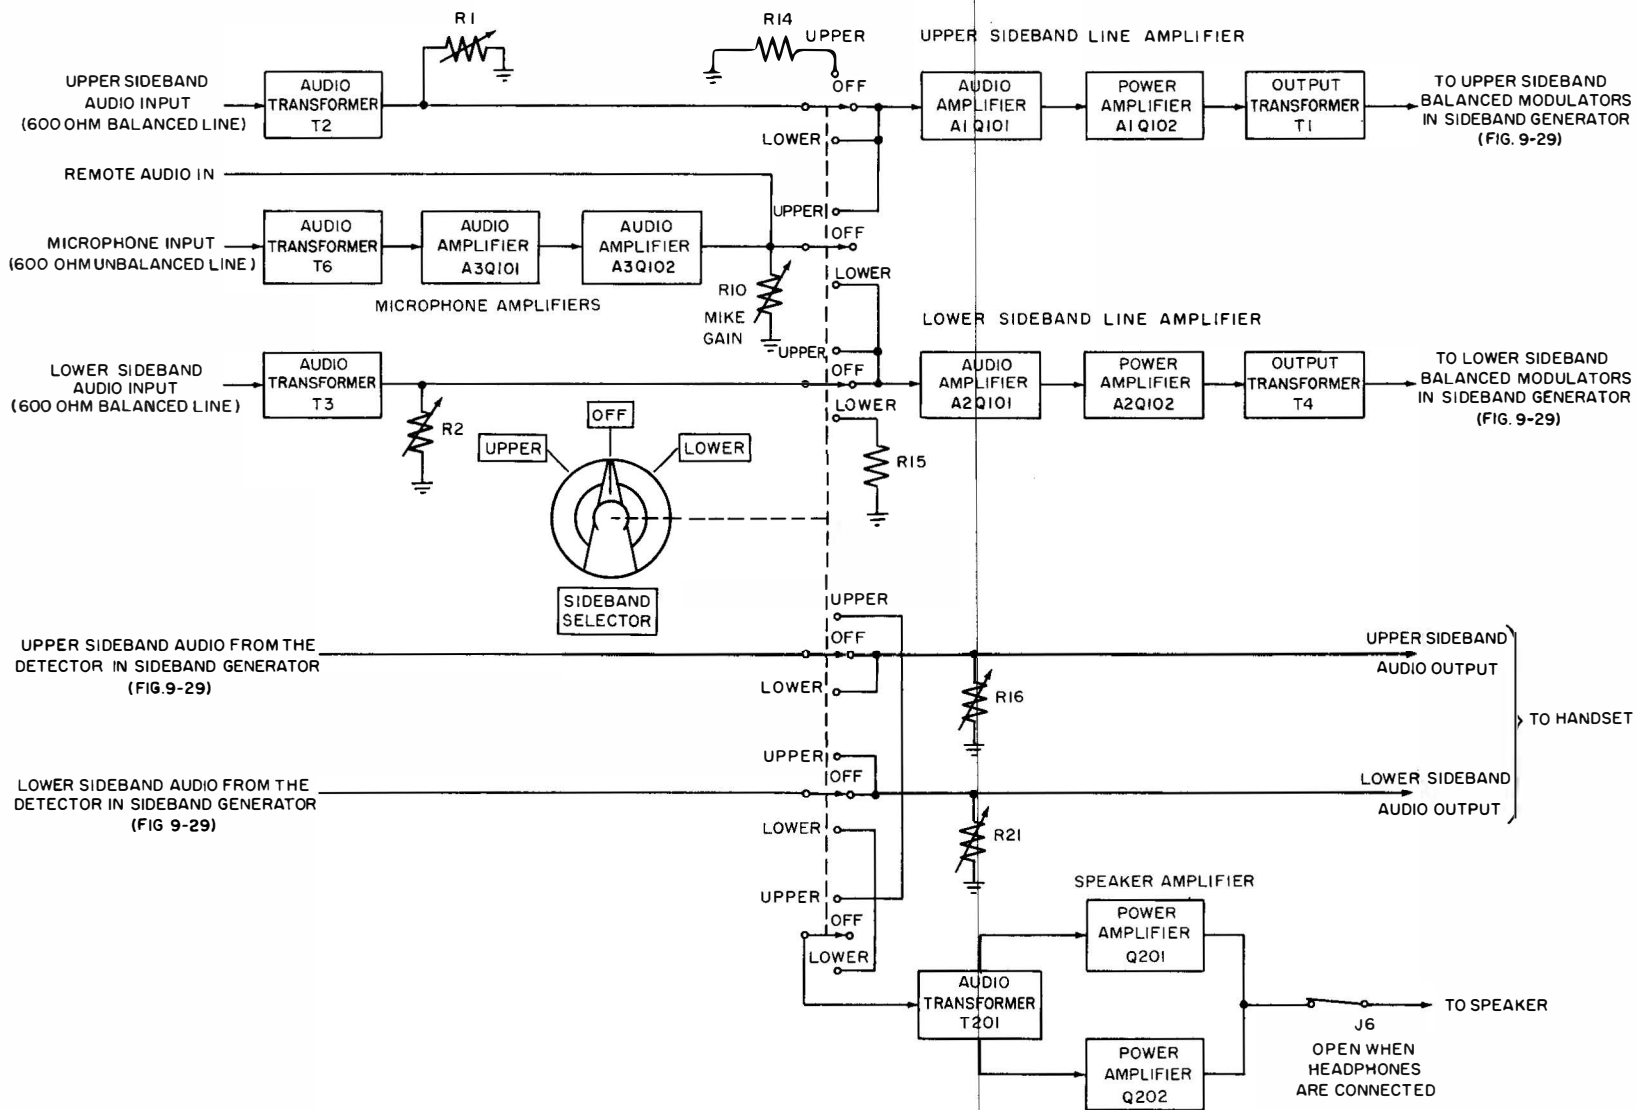 R1
R14
UPPER
UPPER SIDEBAND LINE AMPLIFIER
UPPER SIDEBAND
AUDIO INPUT
(600 OHM BALANCED LINE)
AUDIO
TRANSFORMER
T2
OFF
AUDIO
AMPLIFIER
A1Q101
POWER
AMPLIFIER
A1Q102
OUTPUT
TRANSFORMER
T1
TO UPPER SIDEBAND
BALANCED MODULATORS
IN SIDEBAND GENERATOR
(FIG. 9-29)
LOWER
REMOTE AUDIO IN
UPPER
MICROPHONE INPUT
(600 OHM UNBALANCED LINE)
AUDIO
TRANSFORMER
T6
AUDIO
AMPLIFIER
A3Q101
AUDIO
AMPLIFIER
A3Q102
OFF
MICROPHONE AMPLIFIERS
R10
MIKE
GAIN
LOWER
LOWER SIDEBAND LINE AMPLIFIER
LOWER SIDEBAND
AUDIO INPUT
(600 OHM BALANCED LINE)
AUDIO
TRANSFORMER
T3
UPPER
OFF
LOWER
AUDIO
AMPLIFIER
A2Q101
POWER
AMPLIFIER
A2Q102
OUTPUT
TRANSFORMER
T4
TO LOWER SIDEBAND
BALANCED MODULATORS
IN SIDEBAND GENERATOR
(FIG. 9-29)
R2
R15
OFF
UPPER
LOWER
SIDEBAND
SELECTOR
UPPER
UPPER SIDEBAND AUDIO FROM THE
DETECTOR IN SIDEBAND GENERATOR
(FIG.9-29)
OFF
LOWER
R16
UPPER SIDEBAND
AUDIO OUTPUT
TO HANDSET
UPPER
LOWER SIDEBAND AUDIO FROM THE
DETECTOR IN SIDEBAND GENERATOR
(FIG 9-29)
OFF
LOWER
R21
LOWER SIDEBAND
AUDIO OUTPUT
UPPER
OFF
LOWER
SPEAKER AMPLIFIER
POWER
AMPLIFIER
Q201
AUDIO
TRANSFORMER
T201
POWER
AMPLIFIER
Q202
TO SPEAKER
J6
OPEN WHEN
HEADPHONES
ARE CONNECTED